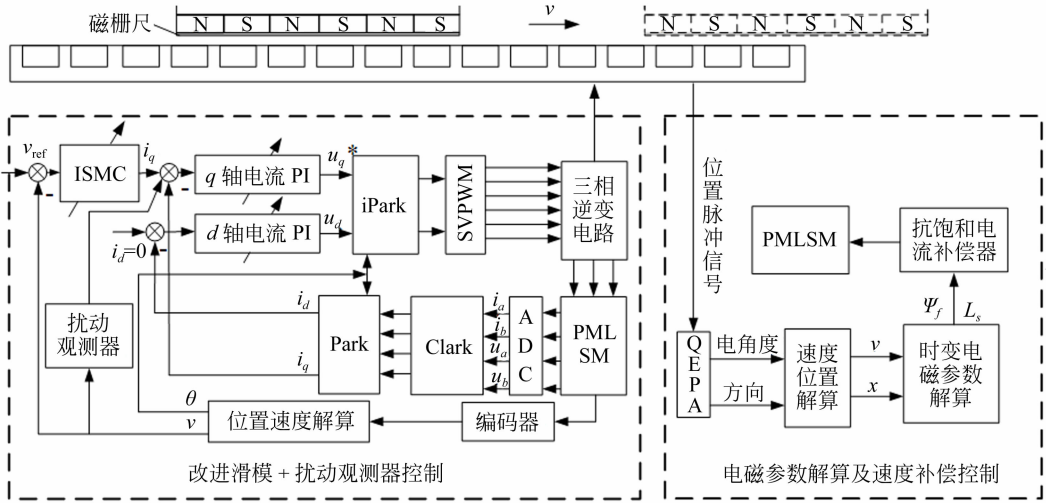 磁栅尺
N S N S N S
v
N S N S N S
v_ref
-
ISMC
i_q
-
q 轴电流 PI
u_q*
iPark
SVPWM
三相
逆变
电路
i_d=0
-
d 轴电流 PI
u_d
扰动
观测器
i_d
i_q
Park
Clark
i_a
i_b
u_a
u_b
A
D
C
PML
SM
θ
v
位置速度解算
编码器
改进滑模 + 扰动观测器控制
位置脉冲信号
PMLSM
抗饱和电
流补偿器
Ψ_f
L_s
Q
E
P
A
电角度
方向
速度
位置
解算
v
x
时变电
磁参数
解算
电磁参数解算及速度补偿控制